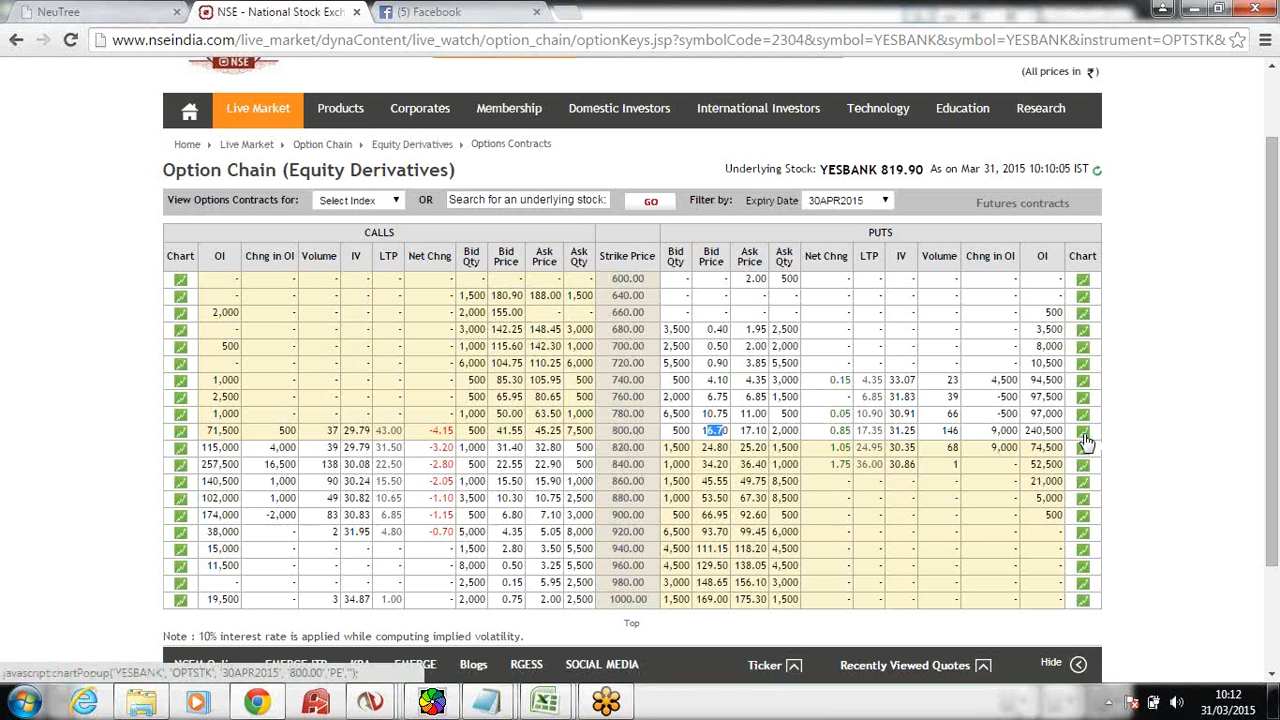 NeuTree
NSE - National Stock Exch
(5) Facebook
www.nseindia.com/live_market/dynaContent/live_watch/option_chain/optionKeys.jsp?symbolCode=2304&symbol=YESBANK&symbol=YESBANK&instrument=OPTSTK&
NSE
(All prices in ₹)
Live Market Products Corporates Membership Domestic Investors International Investors Technology Education Research
Home Live Market Option Chain Equity Derivatives Options Contracts
Option Chain (Equity Derivatives) Underlying Stock: YESBANK 819.90 As on Mar 31, 2015 10:10:05 IST
View Options Contracts for: Select Index OR Search for an underlying stock: GO Filter by: Expiry Date 30APR2015 Futures contracts
CALLS PUTS
Chart OI Chng in OI Volume IV LTP Net Chng Bid Qty Bid Price Ask Price Ask Qty Strike Price Bid Qty Bid Price Ask Price Ask Qty Net Chng LTP IV Volume Chng in OI OI Chart
- - - - - - - - - - 600.00 - - 2.00 500 - - - - - -
- - - - - - 1,500 180.90 188.00 1,500 640.00 - - - - - - - - - -
2,000 - - - - - 2,000 155.00 - - 660.00 - - - - - - - - - 500
- - - - - - 3,000 142.25 148.45 3,000 680.00 3,500 0.40 1.95 2,500 - - - - - 3,500
500 - - - - - 1,000 115.60 142.30 1,000 700.00 2,500 0.50 2.00 2,000 - - - - - 8,000
- - - - - - 6,000 104.75 110.25 6,000 720.00 5,500 0.90 3.85 5,500 - - - - - 10,500
1,000 - - - - - 500 85.30 105.95 500 740.00 500 4.10 4.35 3,000 0.15 4.35 33.07 23 4,500 94,500
2,500 - - - - - 500 65.95 80.65 500 760.00 2,000 6.75 6.85 1,500 - 6.85 31.83 39 -500 97,500
1,000 - - - - - 1,000 50.00 63.50 1,000 780.00 6,500 10.75 11.00 500 0.05 10.90 30.91 66 -500 97,000
71,500 500 37 29.79 43.00 -4.15 500 41.55 45.25 7,500 800.00 500 16.70 17.10 2,000 0.85 17.35 31.25 146 9,000 240,500
115,000 4,000 39 29.79 31.50 -3.20 1,000 31.40 32.80 500 820.00 1,500 24.80 25.20 1,500 1.05 24.95 30.35 68 9,000 74,500
257,500 16,500 138 30.08 22.50 -2.80 500 22.55 22.90 500 840.00 1,000 34.20 36.40 1,000 1.75 36.00 30.86 1 - 52,500
140,500 1,000 90 30.24 15.50 -2.05 1,000 15.50 15.90 500 860.00 1,500 45.55 49.75 8,500 - - - - - 21,000
102,000 1,000 49 30.82 10.65 -1.10 3,500 10.30 10.75 2,500 880.00 1,000 53.50 67.30 8,500 - - - - - 5,000
174,000 -2,000 83 30.83 6.85 -1.15 500 6.80 7.10 3,000 900.00 500 66.95 92.60 500 - - - - - 500
38,000 - 2 31.95 4.80 -0.70 5,000 4.35 5.05 8,000 920.00 6,500 93.70 99.45 6,000 - - - - - -
15,000 - - - - - 1,500 2.80 3.50 5,500 940.00 4,500 111.15 118.20 4,500 - - - - - -
11,500 - - - - - 8,000 0.50 3.25 5,500 960.00 4,500 129.50 138.05 4,500 - - - - - -
- - - - - - 2,500 0.15 5.95 2,500 980.00 3,000 148.65 156.10 3,000 - - - - - -
19,500 - 3 34.87 1.00 - 2,000 0.75 2.00 2,500 1000.00 1,500 169.00 175.30 1,500 - - - - - -
Top
Note : 10% interest rate is applied while computing implied volatility.
EMERGE Blogs RGESS SOCIAL MEDIA Ticker Recently Viewed Quotes Hide
javascript:chartPopup('YESBANK', 'OPTSTK', '30APR2015', '800.00','PE','');
10:12
31/03/2015